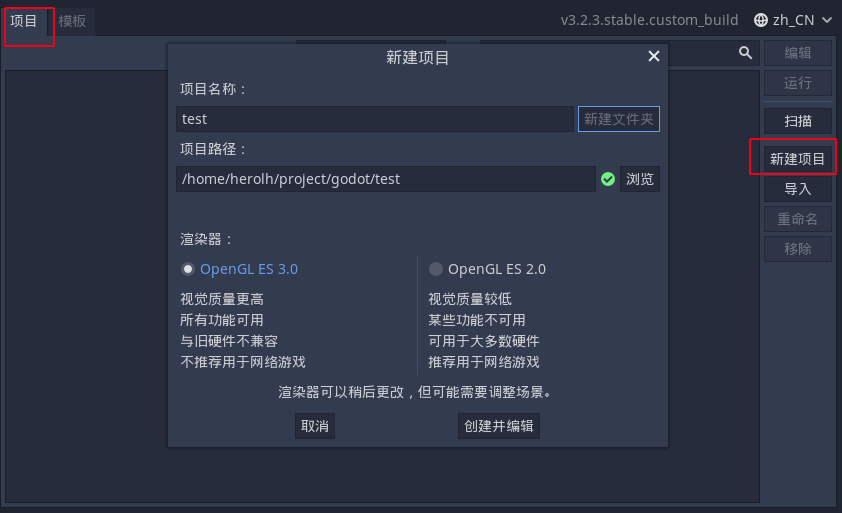 项目 模板 v3.2.3.stable.custom_build zh_CN
新建项目
编辑
项目名称：
运行
test 新建文件夹
扫描
项目路径：
新建项目
/home/herolh/project/godot/test 浏览
导入
重命名
渲染器：
移除
OpenGL ES 3.0 OpenGL ES 2.0
视觉质量更高 视觉质量较低
所有功能可用 某些功能不可用
与旧硬件不兼容 可用于大多数硬件
不推荐用于网络游戏 推荐用于网络游戏
渲染器可以稍后更改，但可能需要调整场景。
取消 创建并编辑